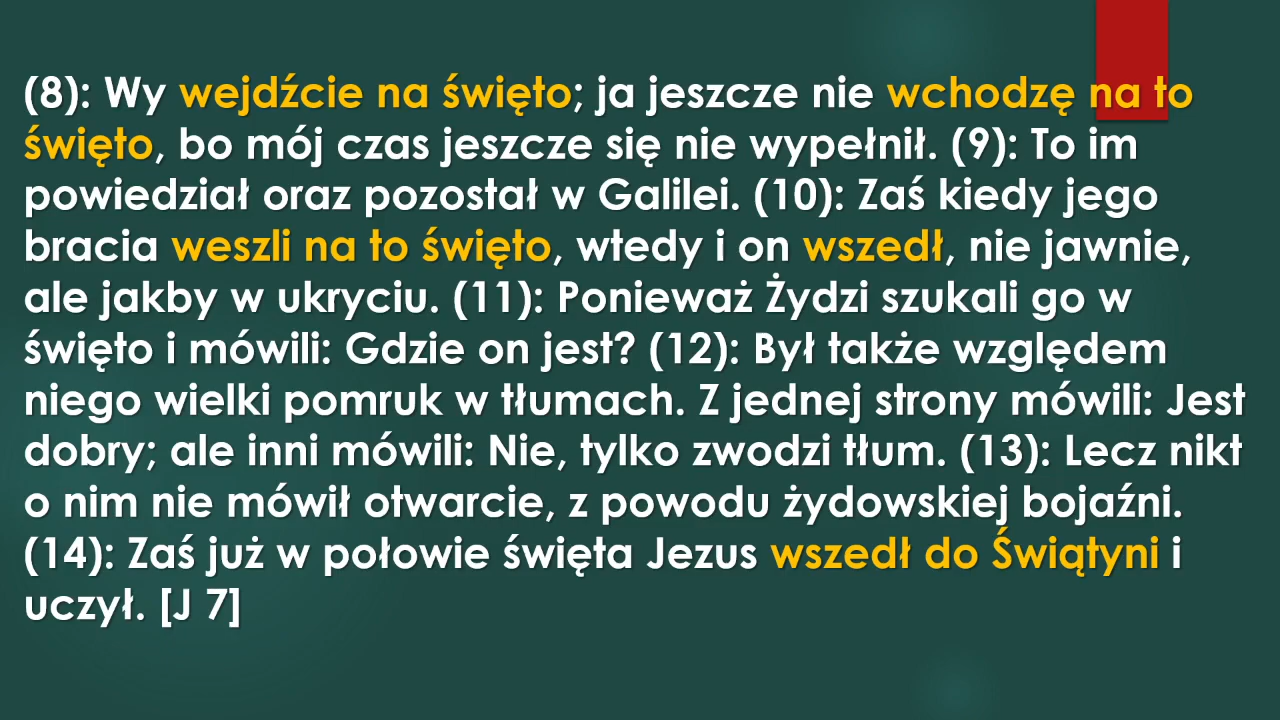 (8): Wy wejdźcie na święto; ja jeszcze nie wchodzę na to
święto, bo mój czas jeszcze się nie wypełnił. (9): To im
powiedział oraz pozostał w Galilei. (10): Zaś kiedy jego
bracia weszli na to święto, wtedy i on wszedł, nie jawnie,
ale jakby w ukryciu. (11): Ponieważ Żydzi szukali go w
święto i mówili: Gdzie on jest? (12): Był także względem
niego wielki pomruk w tłumach. Z jednej strony mówili: Jest
dobry; ale inni mówili: Nie, tylko zwodzi tłum. (13): Lecz nikt
o nim nie mówił otwarcie, z powodu żydowskiej bojaźni.
(14): Zaś już w połowie święta Jezus wszedł do Świątyni i
uczył. [J 7]